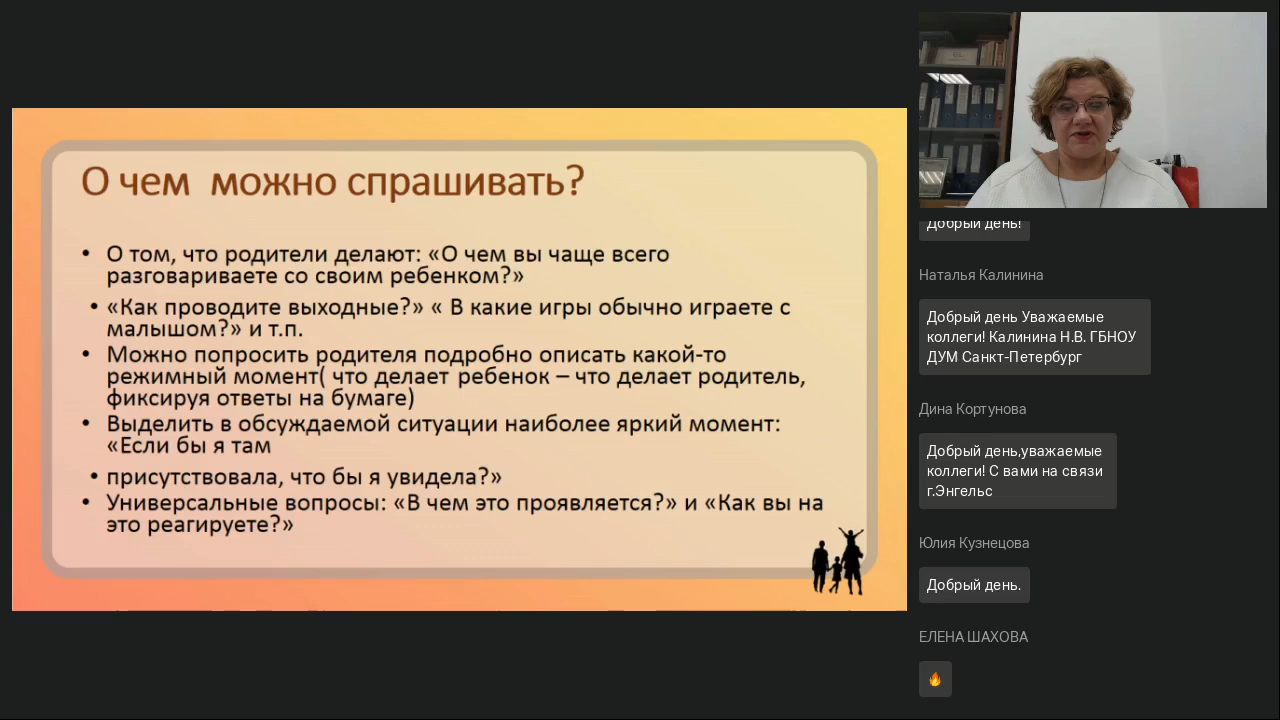 О чем можно спрашивать?
• О том, что родители делают: «О чем вы чаще всего
разговариваете со своим ребенком?»
• «Как проводите выходные?» « В какие игры обычно играете с
малышом?» и т.п.
• Можно попросить родителя подробно описать какой-то
режимный момент( что делает ребенок – что делает родитель,
фиксируя ответы на бумаге)
• Выделить в обсуждаемой ситуации наиболее яркий момент:
«Если бы я там
• присутствовала, что бы я увидела?»
• Универсальные вопросы: «В чем это проявляется?» и «Как вы на
это реагируете?»
Добрый день!
Наталья Калинина
Добрый день Уважаемые
коллеги! Калинина Н.В. ГБНОУ
ДУМ Санкт-Петербург
Дина Кортунова
Добрый день,уважаемые
коллеги! С вами на связи
г.Энгельс
Юлия Кузнецова
Добрый день.
ЕЛЕНА ШАХОВА
🔥